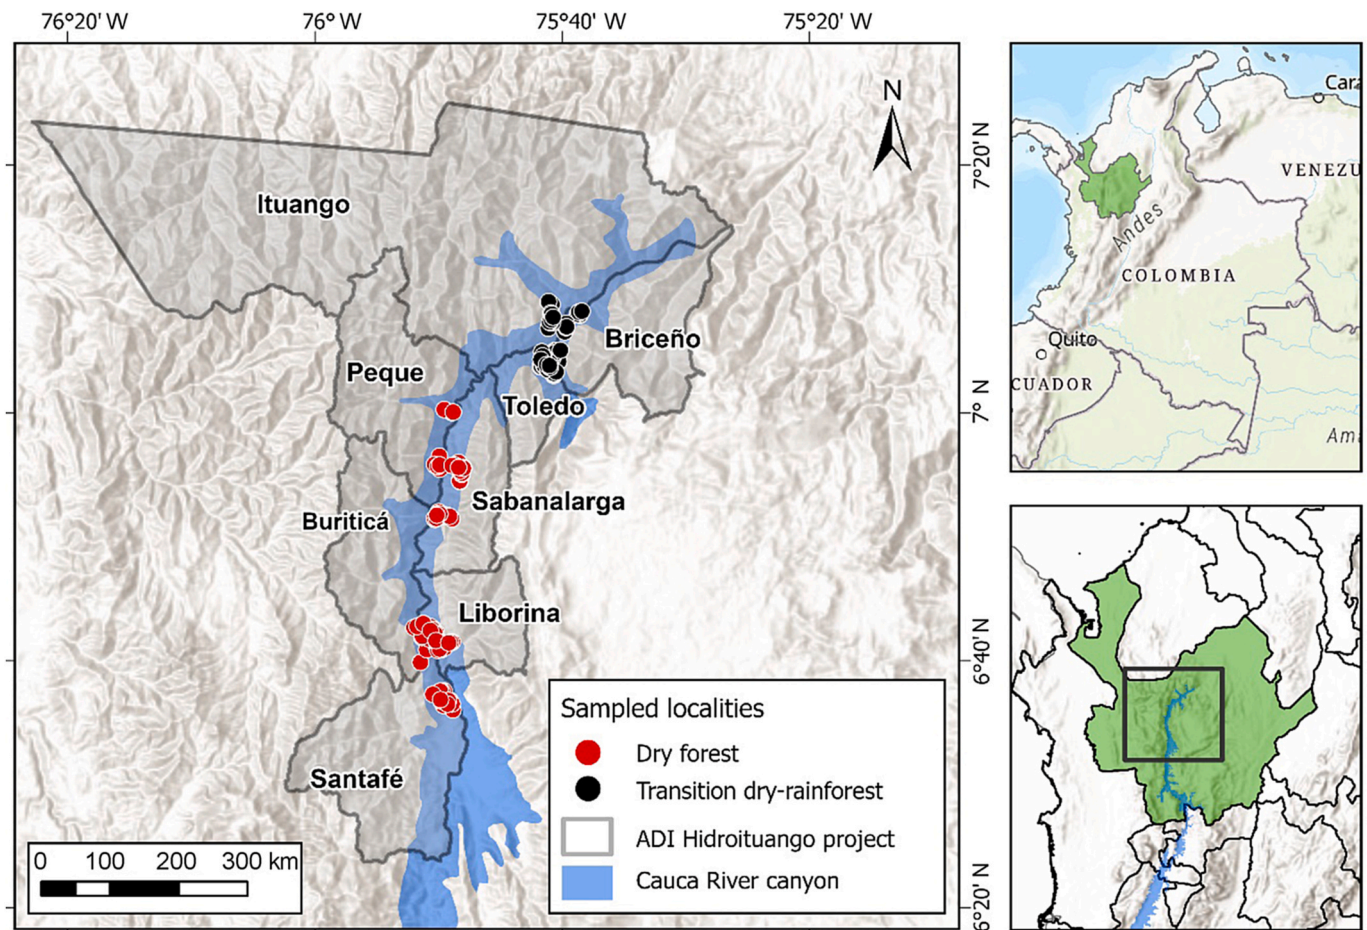 76°20' W
76° W
75°40' W
75°20' W
N
7°20' N
7° N
6°40' N
6°20' N
Ituango
Briceño
Peque
Toledo
Sabanalarga
Buriticá
Liborina
Santafé
0 100 200 300 km
Sampled localities
Dry forest
Transition dry-rainforest
ADI Hidroituango project
Cauca River canyon
Cara
VENEZU
Andes
COLOMBIA
Quito
CUADOR
Am